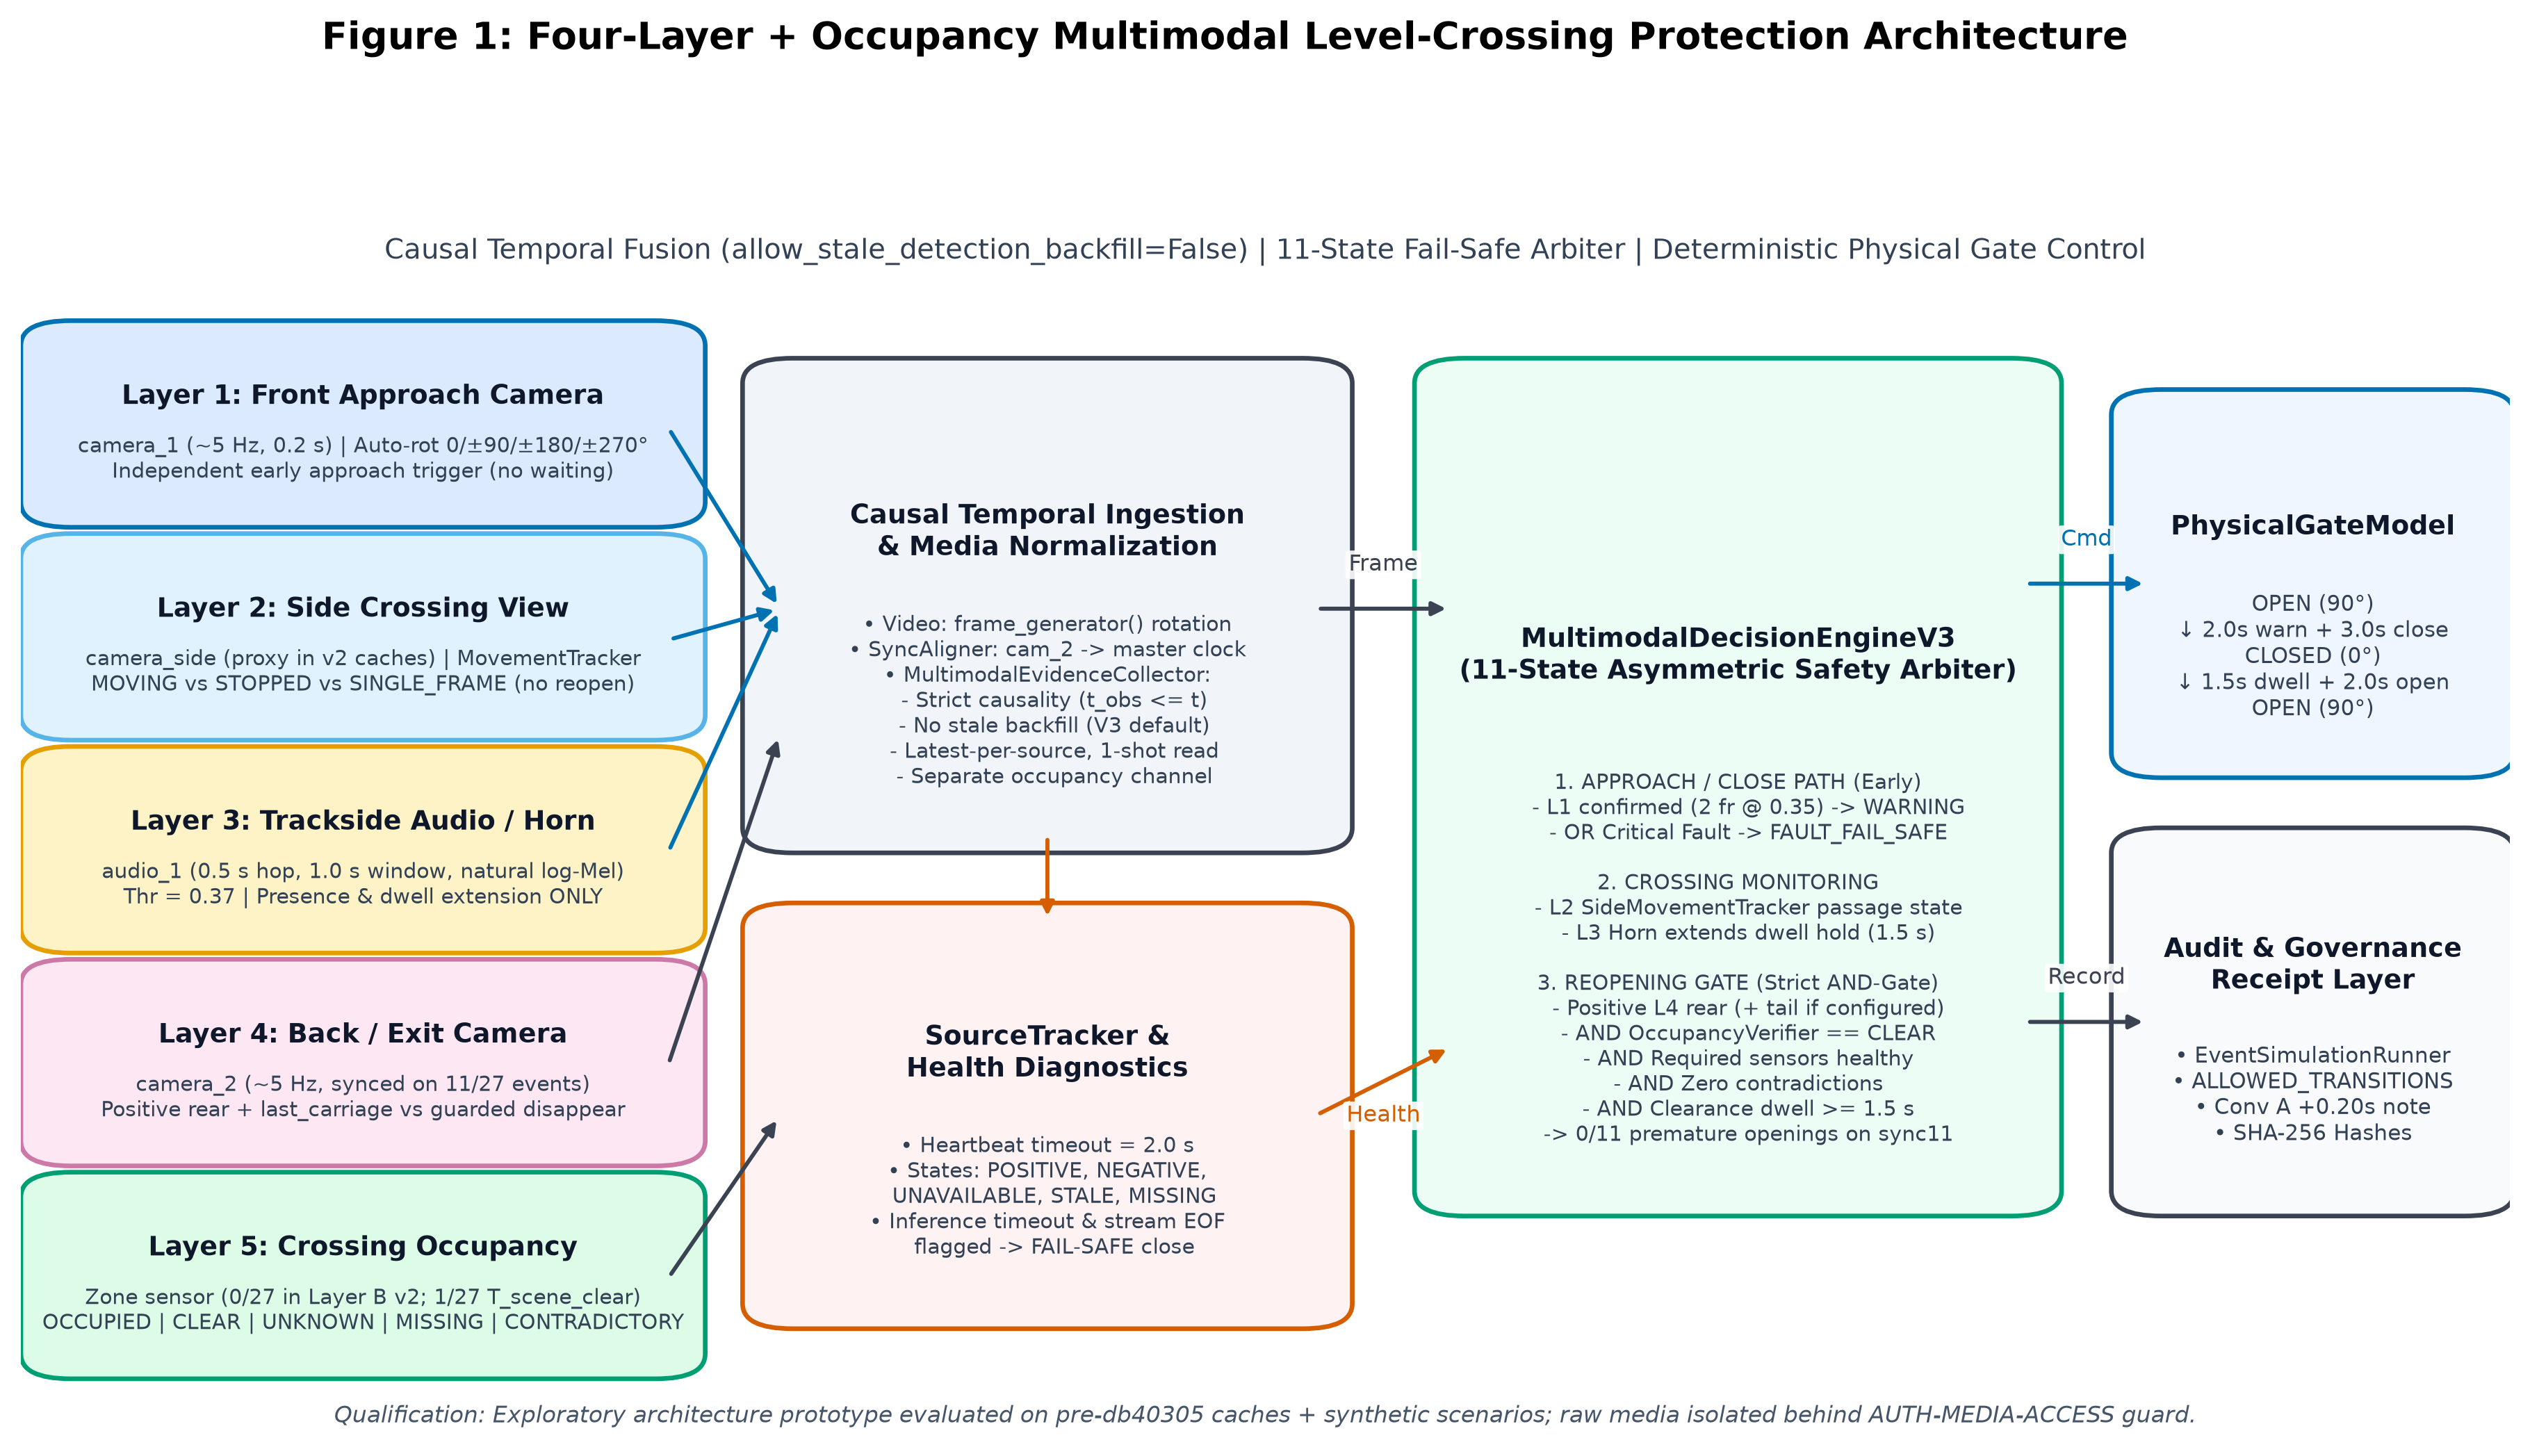 Figure 1: Four-Layer + Occupancy Multimodal Level-Crossing Protection Architecture
Causal Temporal Fusion (allow_stale_detection_backfill=False) | 11-State Fail-Safe Arbiter | Deterministic Physical Gate Control
Layer 1: Front Approach Camera
camera_1 (~5 Hz, 0.2 s) | Auto-rot 0/±90/±180/±270°
Independent early approach trigger (no waiting)
Layer 2: Side Crossing View
camera_side (proxy in v2 caches) | MovementTracker
MOVING vs STOPPED vs SINGLE_FRAME (no reopen)
Layer 3: Trackside Audio / Horn
audio_1 (0.5 s hop, 1.0 s window, natural log-Mel)
Thr = 0.37 | Presence & dwell extension ONLY
Layer 4: Back / Exit Camera
camera_2 (~5 Hz, synced on 11/27 events)
Positive rear + last_carriage vs guarded disappear
Layer 5: Crossing Occupancy
Zone sensor (0/27 in Layer B v2; 1/27 T_scene_clear)
OCCUPIED | CLEAR | UNKNOWN | MISSING | CONTRADICTORY
Causal Temporal Ingestion
& Media Normalization
• Video: frame_generator() rotation
• SyncAligner: cam_2 -> master clock
• MultimodalEvidenceCollector:
- Strict causality (t_obs <= t)
- No stale backfill (V3 default)
- Latest-per-source, 1-shot read
- Separate occupancy channel
SourceTracker &
Health Diagnostics
• Heartbeat timeout = 2.0 s
• States: POSITIVE, NEGATIVE,
UNAVAILABLE, STALE, MISSING
• Inference timeout & stream EOF
flagged -> FAIL-SAFE close
Frame
Health
MultimodalDecisionEngineV3
(11-State Asymmetric Safety Arbiter)
1. APPROACH / CLOSE PATH (Early)
- L1 confirmed (2 fr @ 0.35) -> WARNING
- OR Critical Fault -> FAULT_FAIL_SAFE
2. CROSSING MONITORING
- L2 SideMovementTracker passage state
- L3 Horn extends dwell hold (1.5 s)
3. REOPENING GATE (Strict AND-Gate)
- Positive L4 rear (+ tail if configured)
- AND OccupancyVerifier == CLEAR
- AND Required sensors healthy
- AND Zero contradictions
- AND Clearance dwell >= 1.5 s
-> 0/11 premature openings on sync11
Cmd
Record
PhysicalGateModel
OPEN (90°)
↓ 2.0s warn + 3.0s close
CLOSED (0°)
↓ 1.5s dwell + 2.0s open
OPEN (90°)
Audit & Governance
Receipt Layer
• EventSimulationRunner
• ALLOWED_TRANSITIONS
• Conv A +0.20s note
• SHA-256 Hashes
Qualification: Exploratory architecture prototype evaluated on pre-db40305 caches + synthetic scenarios; raw media isolated behind AUTH-MEDIA-ACCESS guard.